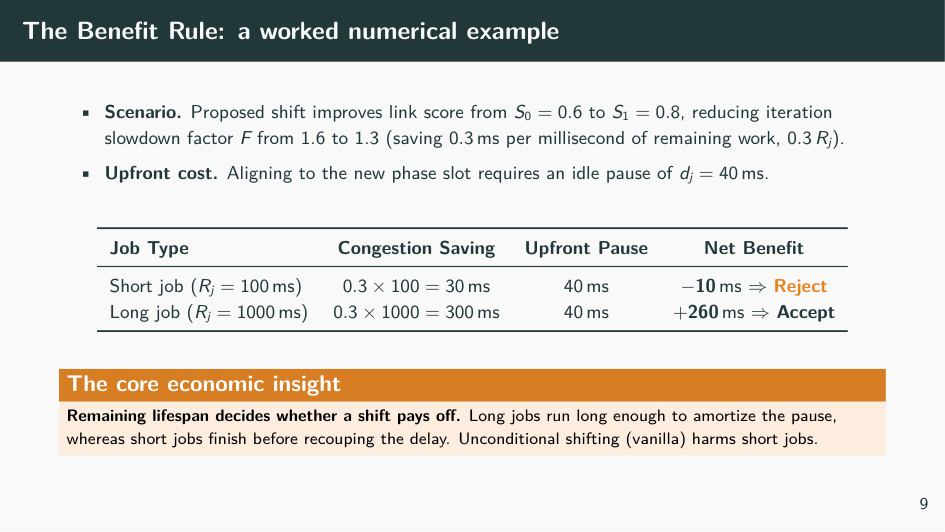 The Benefit Rule: a worked numerical example
▪ Scenario. Proposed shift improves link score from S₀ = 0.6 to S₁ = 0.8, reducing iteration
slowdown factor F from 1.6 to 1.3 (saving 0.3 ms per millisecond of remaining work, 0.3 Rⱼ).
▪ Upfront cost. Aligning to the new phase slot requires an idle pause of dⱼ = 40 ms.
Job Type Congestion Saving Upfront Pause Net Benefit
Short job (Rⱼ = 100 ms) 0.3 × 100 = 30 ms 40 ms −10 ms ⇒ Reject
Long job (Rⱼ = 1000 ms) 0.3 × 1000 = 300 ms 40 ms +260 ms ⇒ Accept
The core economic insight
Remaining lifespan decides whether a shift pays off. Long jobs run long enough to amortize the pause,
whereas short jobs finish before recouping the delay. Unconditional shifting (vanilla) harms short jobs.
9